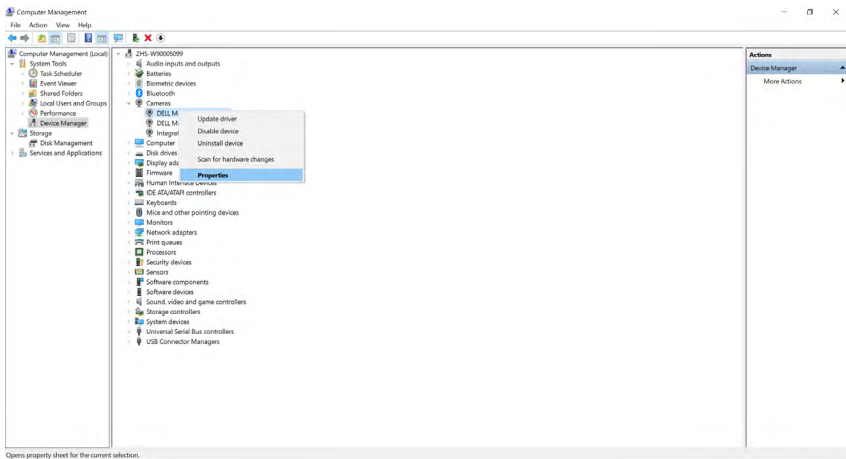 Computer Management
File Action View Help
Computer Management (Local)
System Tools
Task Scheduler
Event Viewer
Shared Folders
Local Users and Groups
Performance
Device Manager
Storage
Disk Management
Services and Applications
ZHS-W90005099
Audio inputs and outputs
Batteries
Biometric devices
Bluetooth
Cameras
DELL M
DELL M
Integrat
Computer
Disk drives
Display ada
Firmware
Human Interface Devices
IDE ATA/ATAPI controllers
Keyboards
Mice and other pointing devices
Monitors
Network adapters
Print queues
Processors
Security devices
Sensors
Software components
Software devices
Sound, video and game controllers
Storage controllers
System devices
Universal Serial Bus controllers
USB Connector Managers
Update driver
Disable device
Uninstall device
Scan for hardware changes
Properties
Actions
Device Manager
More Actions
Opens property sheet for the current selection.